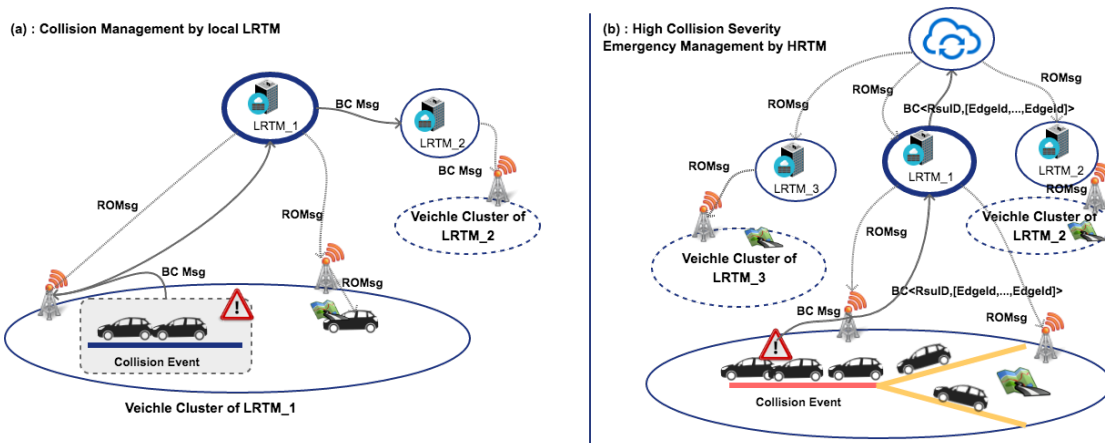 (a) : Collision Management by local LRTM
LRTM_1
BC Msg
LRTM_2
BC Msg
ROMsg
ROMsg
Veichle Cluster of
LRTM_2
BC Msg
ROMsg
Collision Event
Veichle Cluster of LRTM_1
(b) : High Collision Severity
Emergency Management by HRTM
ROMsg
ROMsg
ROMsg
BC<RsuID,[EdgeId,...,EdgeId]>
LRTM_3
LRTM_1
LRTM_2
ROMsg
ROMsg
Veichle Cluster of
LRTM_3
Veichle Cluster of
LRTM_2
ROMsg
BC<RsuID,[EdgeId,...,EdgeId]>
BC Msg
ROMsg
Collision Event